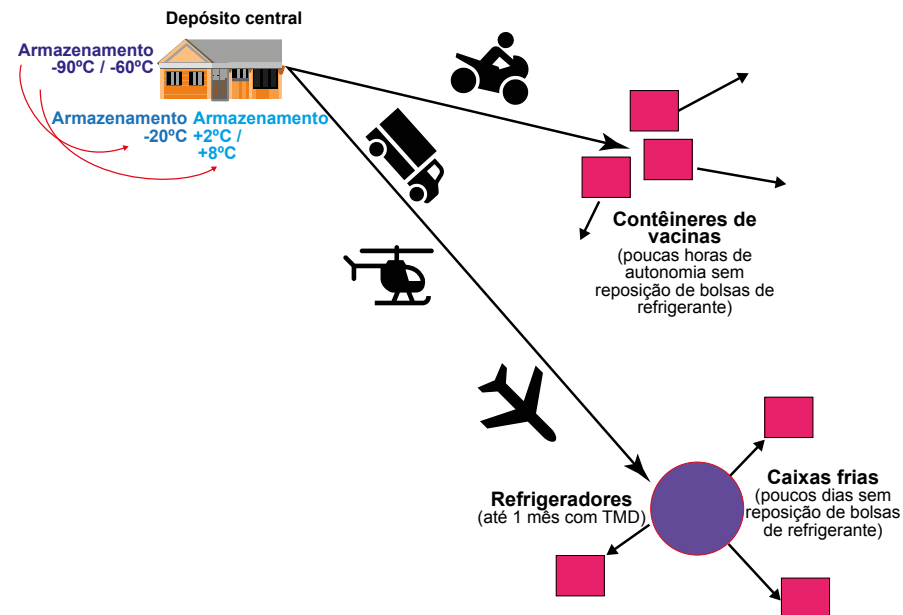 Depósito central
Armazenamento
-90ºC / -60ºC
Armazenamento
-20ºC
Armazenamento
+2ºC /
+8ºC
Contêineres de
vacinas
(poucas horas de
autonomia sem
reposição de bolsas de
refrigerante)
Refrigeradores
(até 1 mês com TMD)
Caixas frias
(poucos dias sem
reposição de bolsas
de refrigerante)